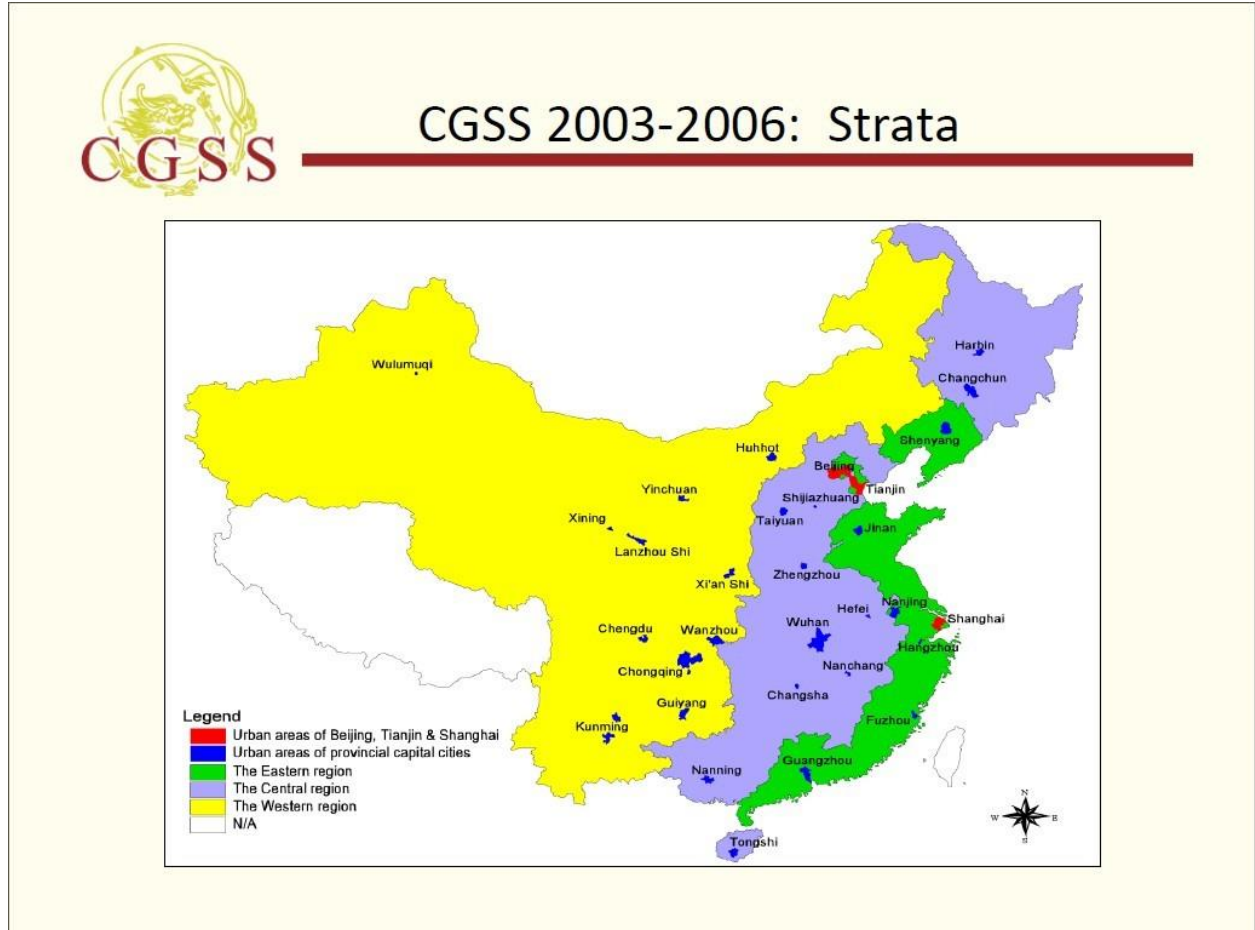 CGSS
CGSS 2003-2006: Strata
Harbin
Wulumuqi
Changchun
Shenyang
Huhhot
Beijing
Yinchuan
Tianjin
Shijiazhuang
Xining
Taiyuan
Jinan
Lanzhou Shi
Zhengzhou
Xi'an Shi
Hefei
Nanjing
Shanghai
Chengdu
Wanzhou
Wuhan
Hangzhou
Chongqing
Nanchang
Changsha
Guiyang
Fuzhou
Kunming
Guangzhou
Nanning
Tongshi
Legend
Urban areas of Beijing, Tianjin & Shanghai
Urban areas of provincial capital cities
The Eastern region
The Central region
The Western region
N/A
N
W E
S